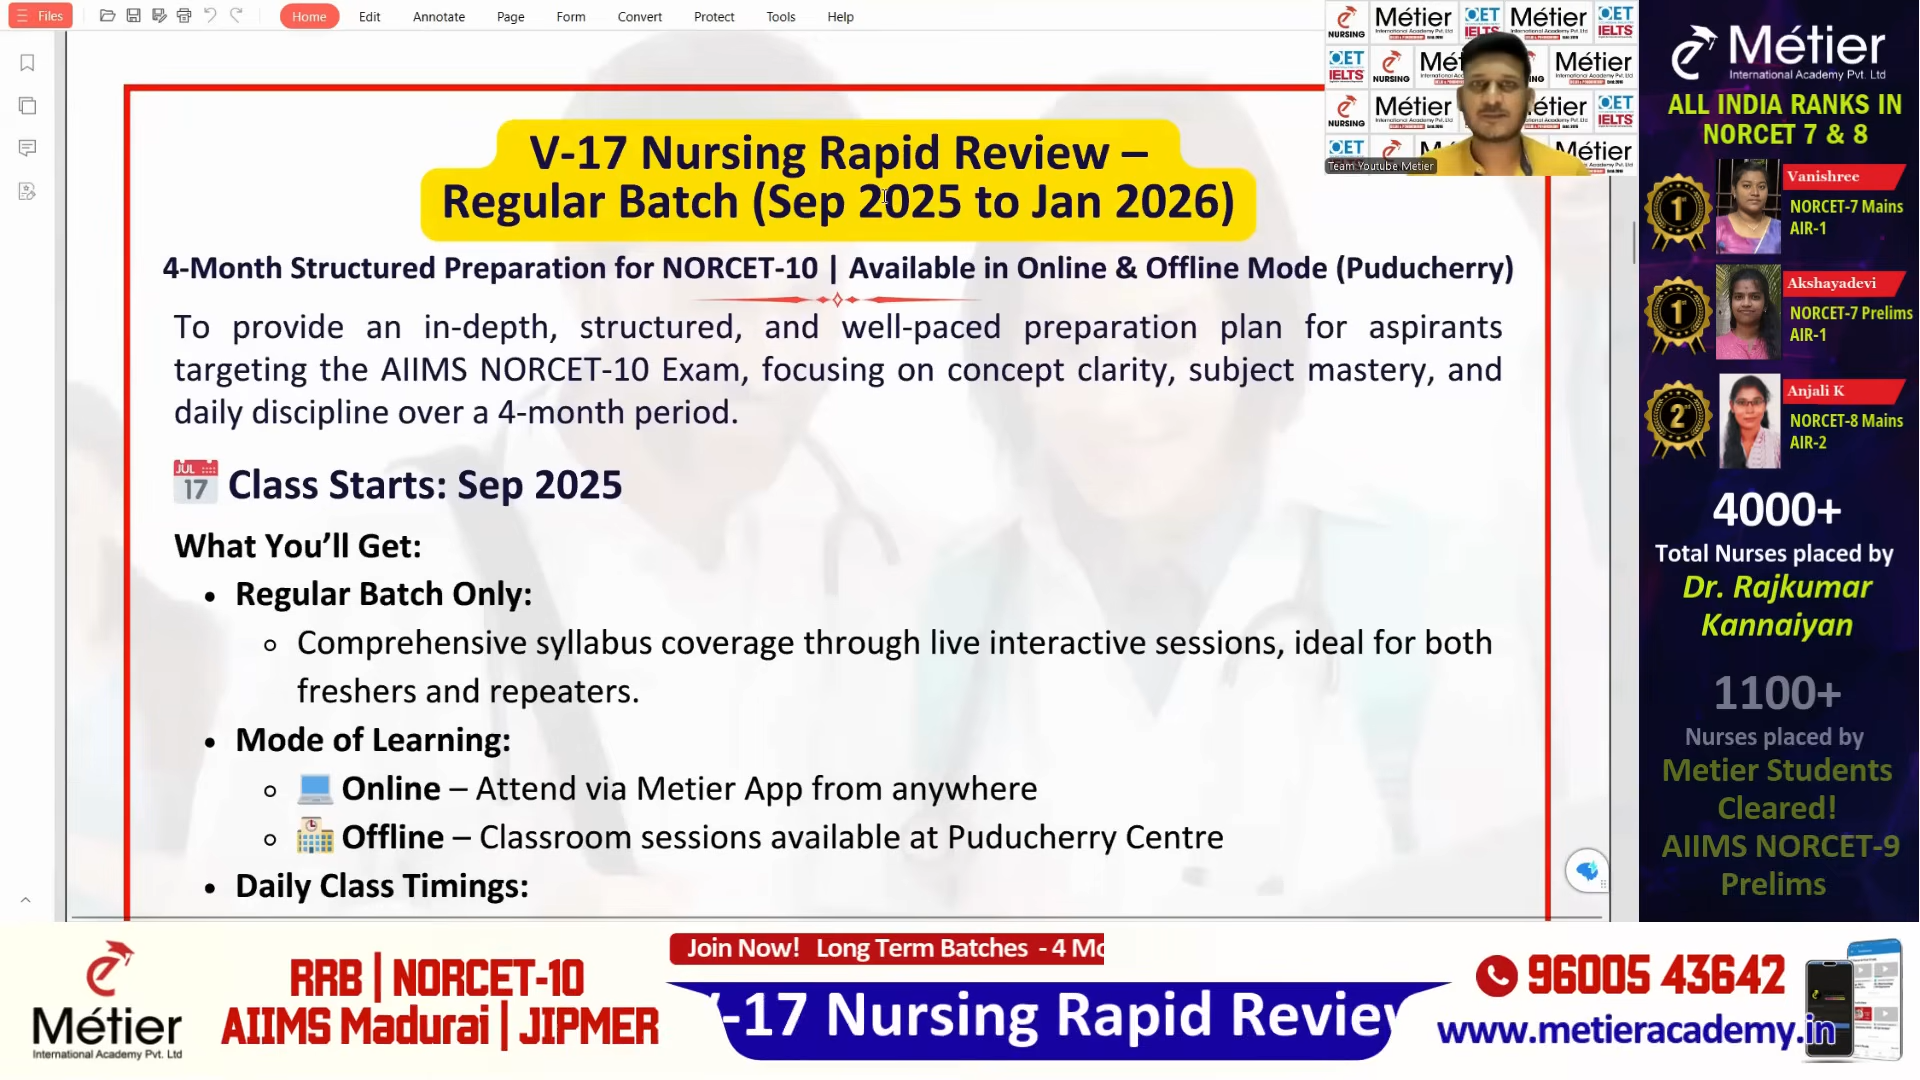 Files
Home
Edit
Annotate
Page
Form
Convert
Protect
Tools
Help
V-17 Nursing Rapid Review –
Regular Batch (Sep 2025 to Jan 2026)
4-Month Structured Preparation for NORCET-10 | Available in Online & Offline Mode (Puducherry)
To provide an in-depth, structured, and well-paced preparation plan for aspirants
targeting the AIIMS NORCET-10 Exam, focusing on concept clarity, subject mastery, and
daily discipline over a 4-month period.
JUL
17
Class Starts: Sep 2025
What You’ll Get:
• Regular Batch Only:
Comprehensive syllabus coverage through live interactive sessions, ideal for both
freshers and repeaters.
• Mode of Learning:
Online – Attend via Metier App from anywhere
Offline – Classroom sessions available at Puducherry Centre
• Daily Class Timings:
NURSING
Métier
OET
IELTS
Team Youtube Metier
Métier
International Academy Pvt. Ltd
ALL INDIA RANKS IN
NORCET 7 & 8
1st
Vanishree
NORCET-7 Mains
AIR-1
1st
Akshayadevi
NORCET-7 Prelims
AIR-1
2nd
Anjali K
NORCET-8 Mains
AIR-2
4000+
Total Nurses placed by
Dr. Rajkumar
Kannaiyan
1100+
Nurses placed by
Metier Students
Cleared!
AIIMS NORCET-9
Prelims
Métier
International Academy Pvt. Ltd
RRB | NORCET-10
AIIMS Madurai | JIPMER
Join Now! Long Term Batches - 4 Mo
-17 Nursing Rapid Review
96005 43642
www.metieracademy.in